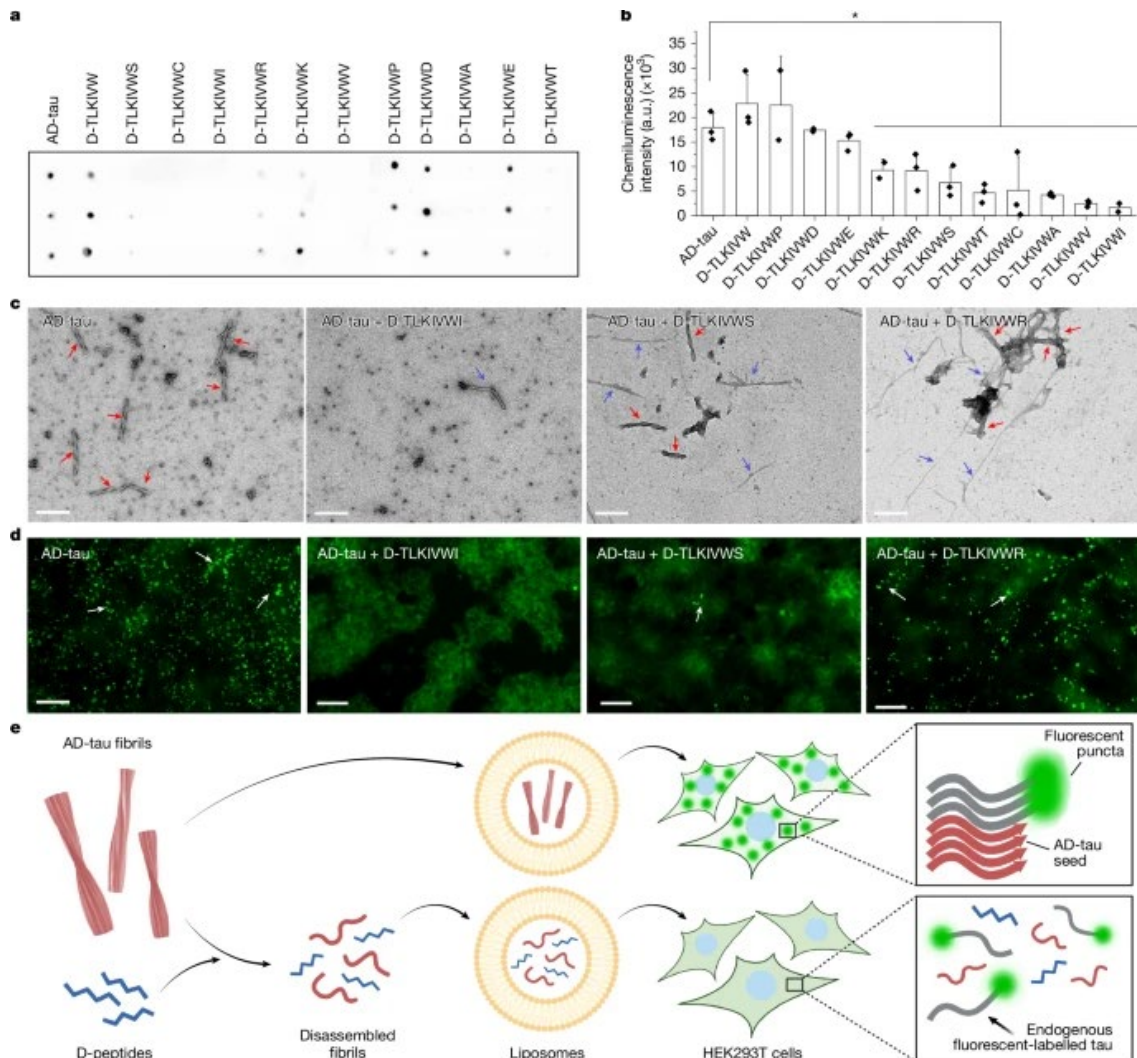 a
AD-tau
D-TLKIVW
D-TLKIVWS
D-TLKIVWC
D-TLKIVWI
D-TLKIVWR
D-TLKIVWK
D-TLKIVWV
D-TLKIVWP
D-TLKIVWD
D-TLKIVWA
D-TLKIVWE
D-TLKIVWT
b
*
Chemiluminescence
intensity (a.u.) (×10³)
35
30
25
20
15
10
5
0
AD-tau
D-TLKIVW
D-TLKIVWP
D-TLKIVWD
D-TLKIVWE
D-TLKIVWK
D-TLKIVWR
D-TLKIVWS
D-TLKIVWT
D-TLKIVWC
D-TLKIVWA
D-TLKIVWV
D-TLKIVWI
c
AD-tau
AD-tau + D-TLKIVWI
AD-tau + D-TLKIVWS
AD-tau + D-TLKIVWR
d
AD-tau
AD-tau + D-TLKIVWI
AD-tau + D-TLKIVWS
AD-tau + D-TLKIVWR
e
AD-tau fibrils
Fluorescent
puncta
AD-tau
seed
D-peptides
Disassembled
fibrils
Liposomes
HEK293T cells
Endogenous
fluorescent-labelled tau